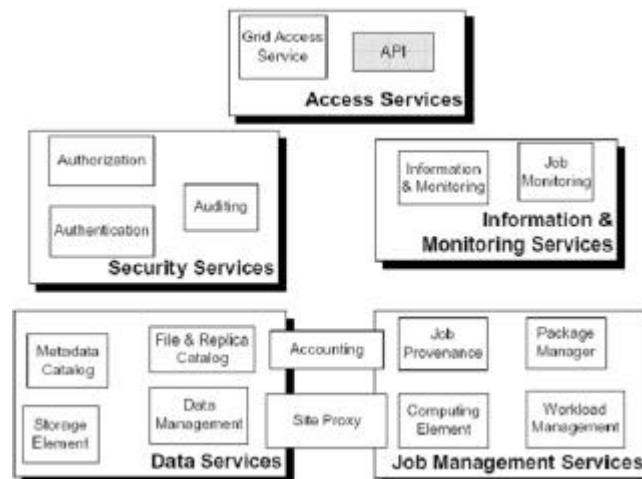 Grid Access
Service
API
Access Services
Authorization
Authentication
Auditing
Security Services
Information
& Monitoring
Job
Monitoring
Information &
Monitoring Services
Metadata
Catalog
File & Replica
Catalog
Storage
Element
Data
Management
Data Services
Accounting
Site Proxy
Job
Provenance
Package
Manager
Computing
Element
Workload
Management
Job Management Services